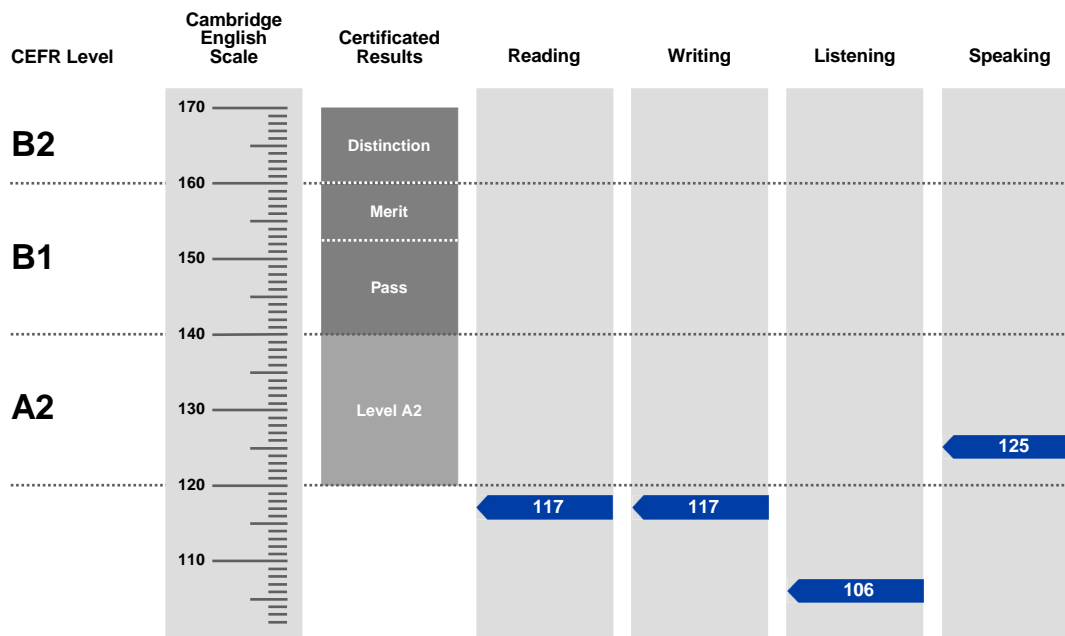 CEFR Level
Cambridge
English
Scale
Certificated
Results
Reading
Writing
Listening
Speaking
170
B2
Distinction
160
Merit
B1
150
Pass
140
A2
130
Level A2
125
120
117
117
110
106